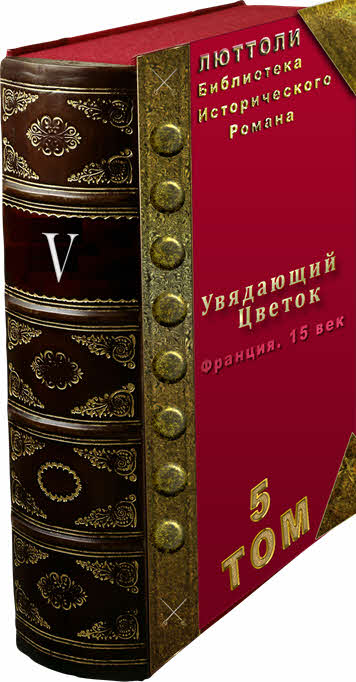 ЛЮТТОЛИ
Библиотека
Исторического
Романа
V
Увядающий
Цветок
Франция. 15 век
5
ТОМ